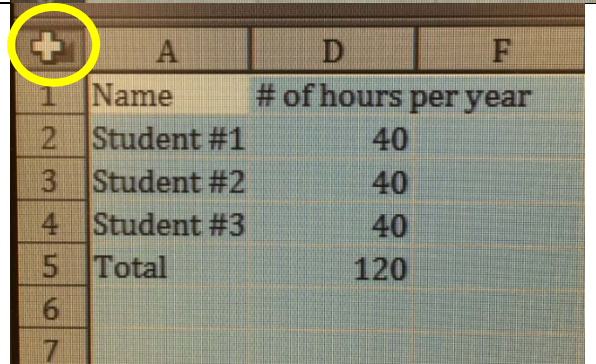 A D F
1 Name # of hours per year
2 Student #1 40
3 Student #2 40
4 Student #3 40
5 Total 120
6
7